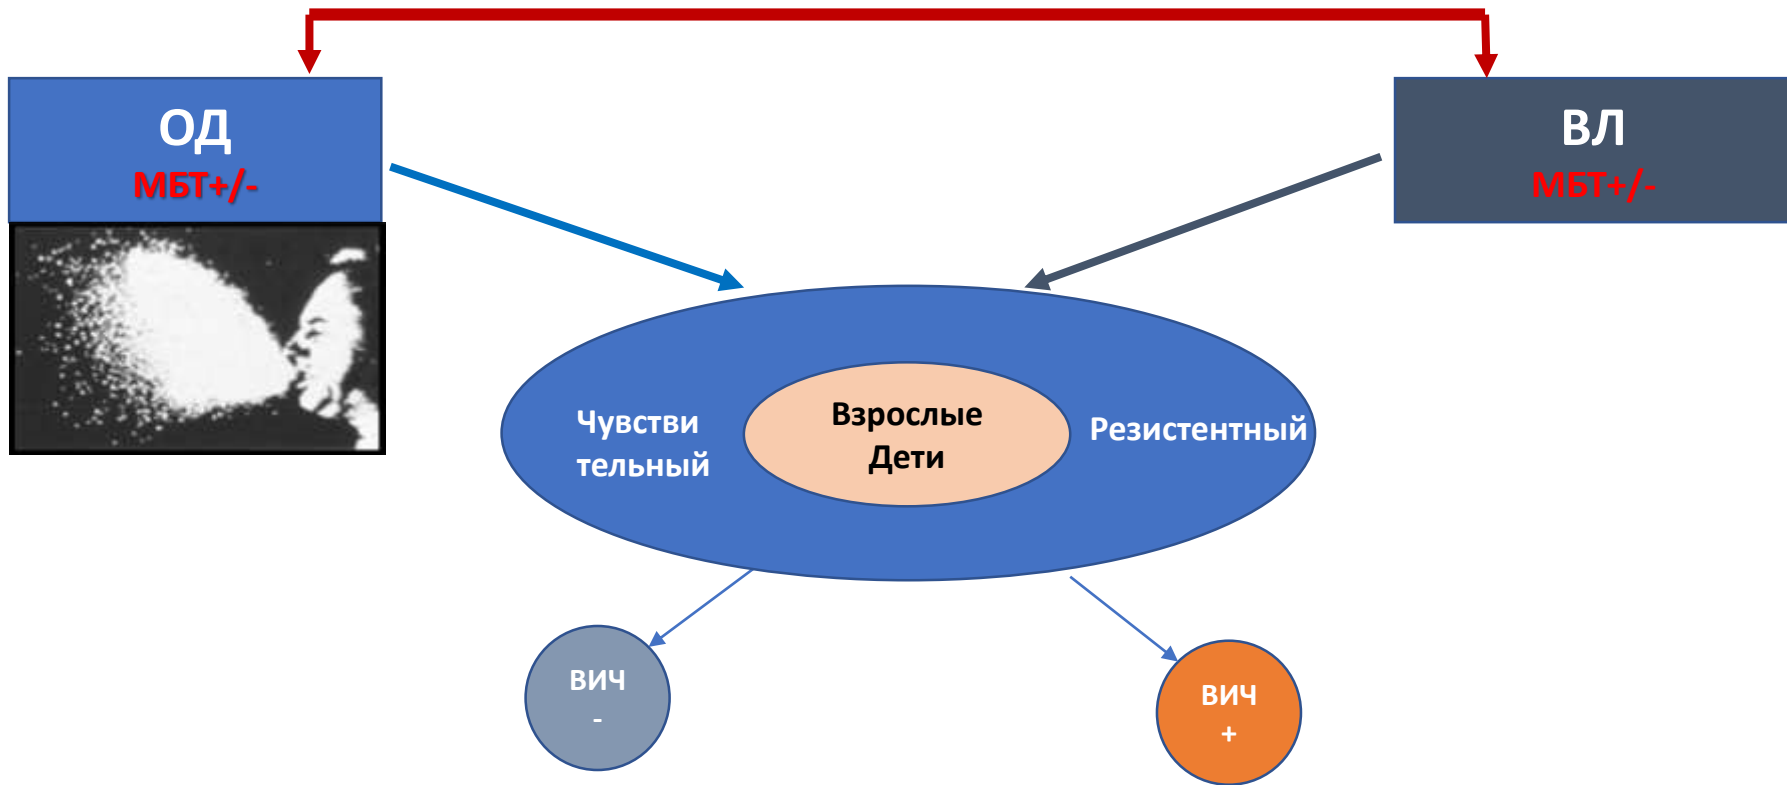 ОД
МБТ+/-
ВЛ
МБТ+/-
Чувстви
тельный
Взрослые
Дети
Резистентный
ВИЧ
-
ВИЧ
+